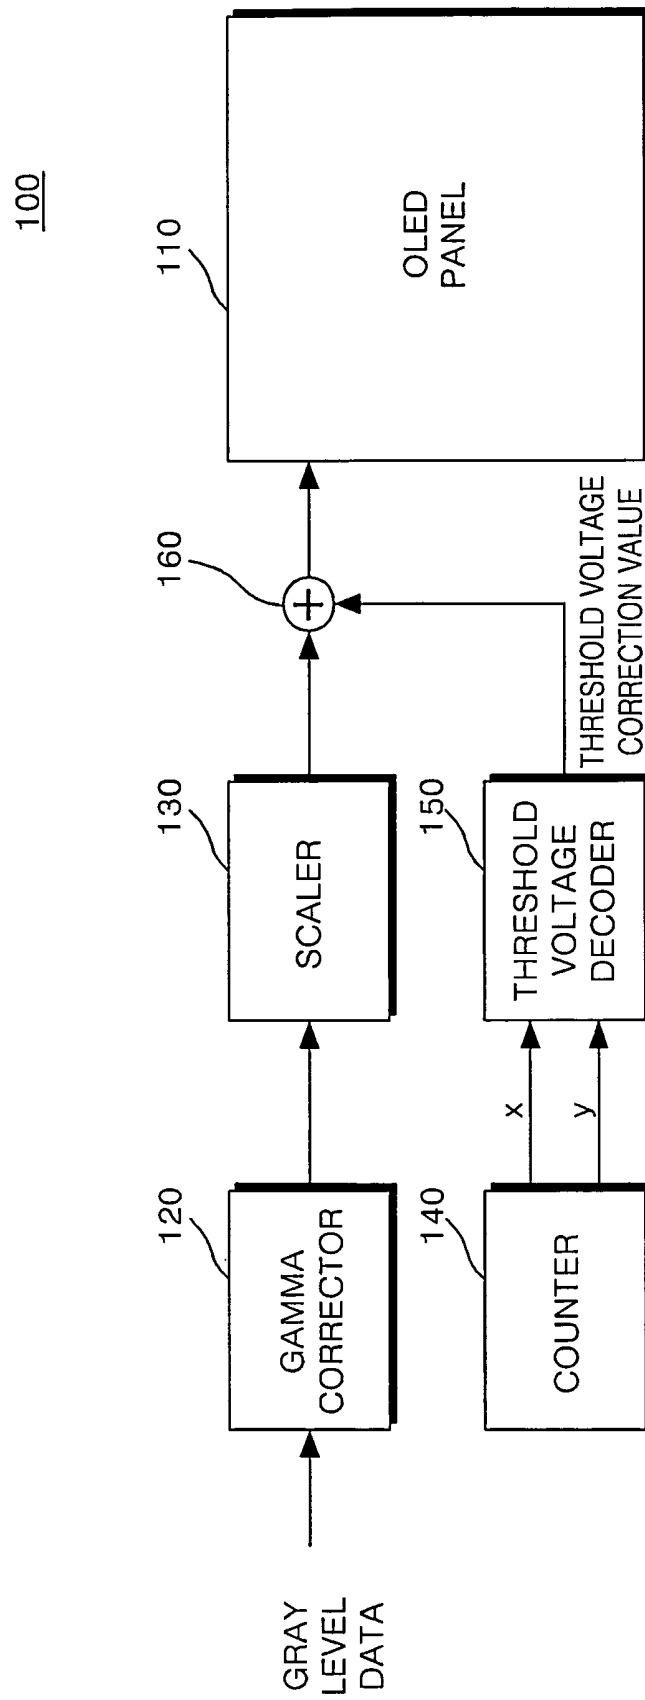 100
GRAY
LEVEL
DATA
120
GAMMA
CORRECTOR
130
SCALER
160
+
110
OLED
PANEL
140
COUNTER
x
y
150
THRESHOLD
VOLTAGE
DECODER
THRESHOLD VOLTAGE
CORRECTION VALUE